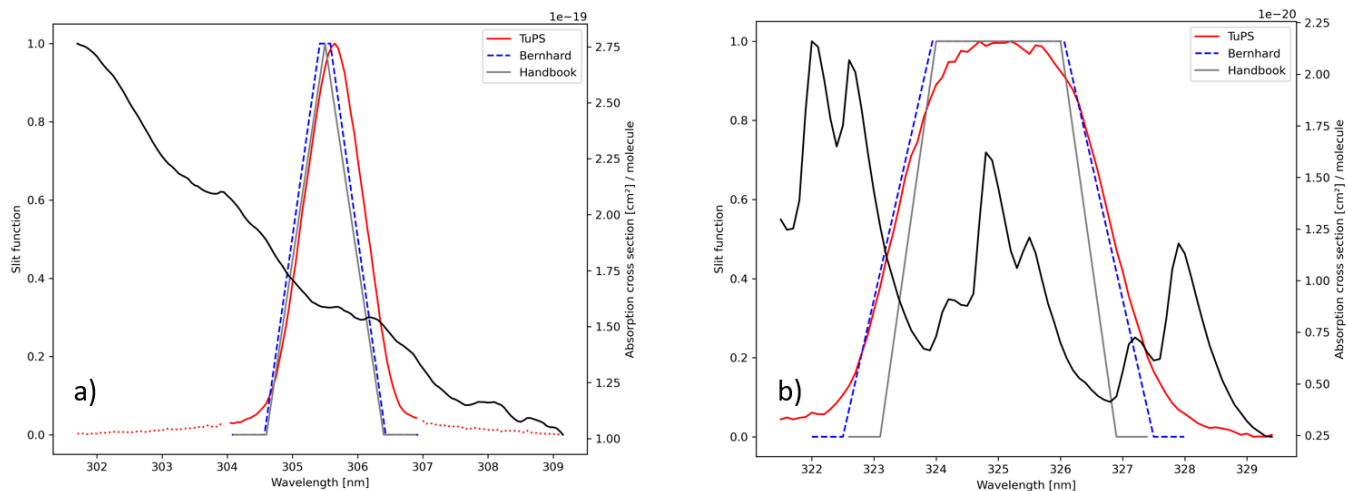 1e−19
TuPS
Bernhard
Handbook
1.0
0.8
0.6
0.4
0.2
0.0
Slit function
2.75
2.50
2.25
2.00
1.75
1.50
1.25
1.00
Absorption cross section [cm²] / molecule
a)
302 303 304 305 306 307 308 309
Wavelength [nm]
1e−20
TuPS
Bernhard
Handbook
1.0
0.8
0.6
0.4
0.2
0.0
Slit function
2.25
2.00
1.75
1.50
1.25
1.00
0.75
0.50
0.25
Absorption cross section [cm²] / molecule
b)
322 323 324 325 326 327 328 329
Wavelength [nm]